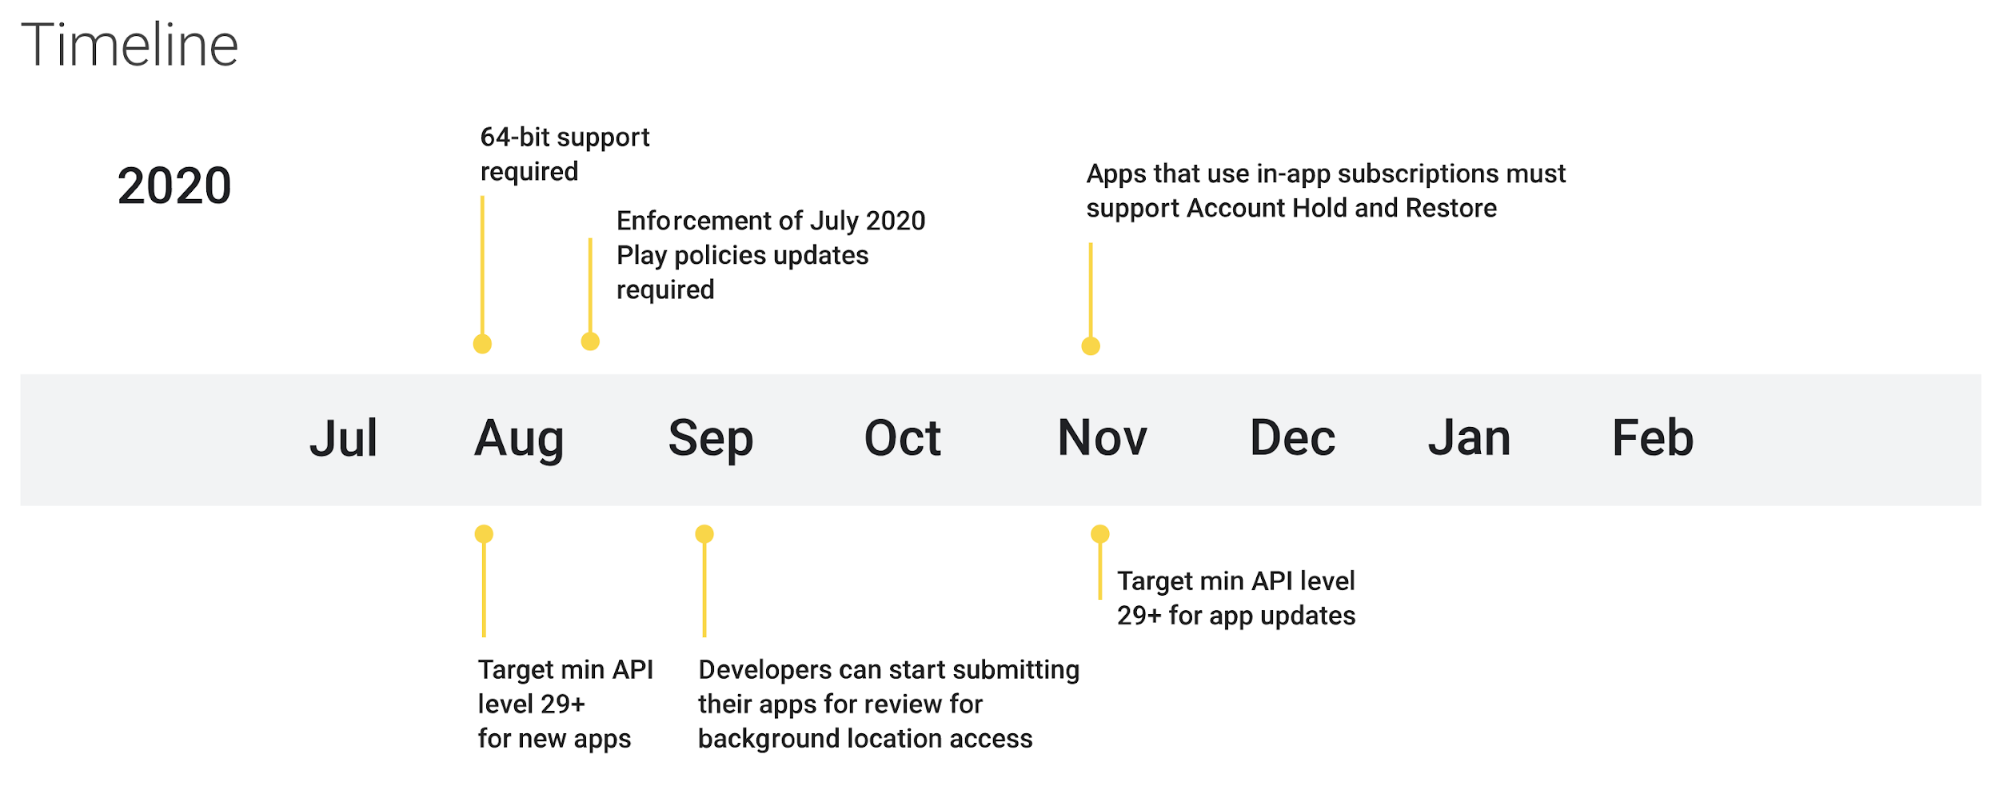 Timeline
2020
64-bit support
required
Enforcement of July 2020
Play policies updates
required
Apps that use in-app subscriptions must
support Account Hold and Restore
Jul Aug Sep Oct Nov Dec Jan Feb
Target min API
level 29+
for new apps
Developers can start submitting
their apps for review for
background location access
Target min API level
29+ for app updates